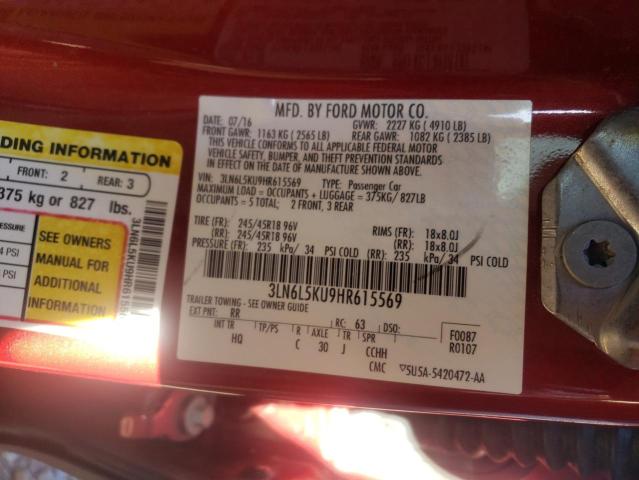 MFD. BY FORD MOTOR CO.
DATE: 07/16 GVWR: 2227 KG ( 4910 LB)
FRONT GAWR: 1163 KG ( 2565 LB) REAR GAWR: 1082 KG ( 2385 LB)
THIS VEHICLE CONFORMS TO ALL APPLICABLE FEDERAL MOTOR
VEHICLE SAFETY, BUMPER, AND THEFT PREVENTION STANDARDS
IN EFFECT ON THE DATE OF MANUFACTURE SHOWN ABOVE.
VIN: 3LN6L5KU9HR615569 TYPE: Passenger Car
MAXIMUM LOAD = OCCUPANTS + LUGGAGE = 375KG/827LB
OCCUPANTS = 5 TOTAL: 2 FRONT, 3 REAR
TIRE (FR): 245/45R18 96V RIMS (FR): 18x8.0J
(RR): 245/45R18 96V (RR): 18x8.0J
PRESSURE (FR): 235 kPa/ 34 PSI COLD (RR): 235 kPa/ 34 PSI COLD
3LN6L5KU9HR615569
TRAILER TOWING - SEE OWNER GUIDE
EXT PNT: RR RC: 63 DSO: F0087
INT TR TP/PS R AXLE TR SPR R0107
HQ C 30 J CCHH
CMC 5U5A-5420472-AA
DING INFORMATION
FRONT: 2 REAR: 3
375 kg or 827 lbs.
SEE OWNERS
MANUAL FOR
ADDITIONAL
INFORMATION